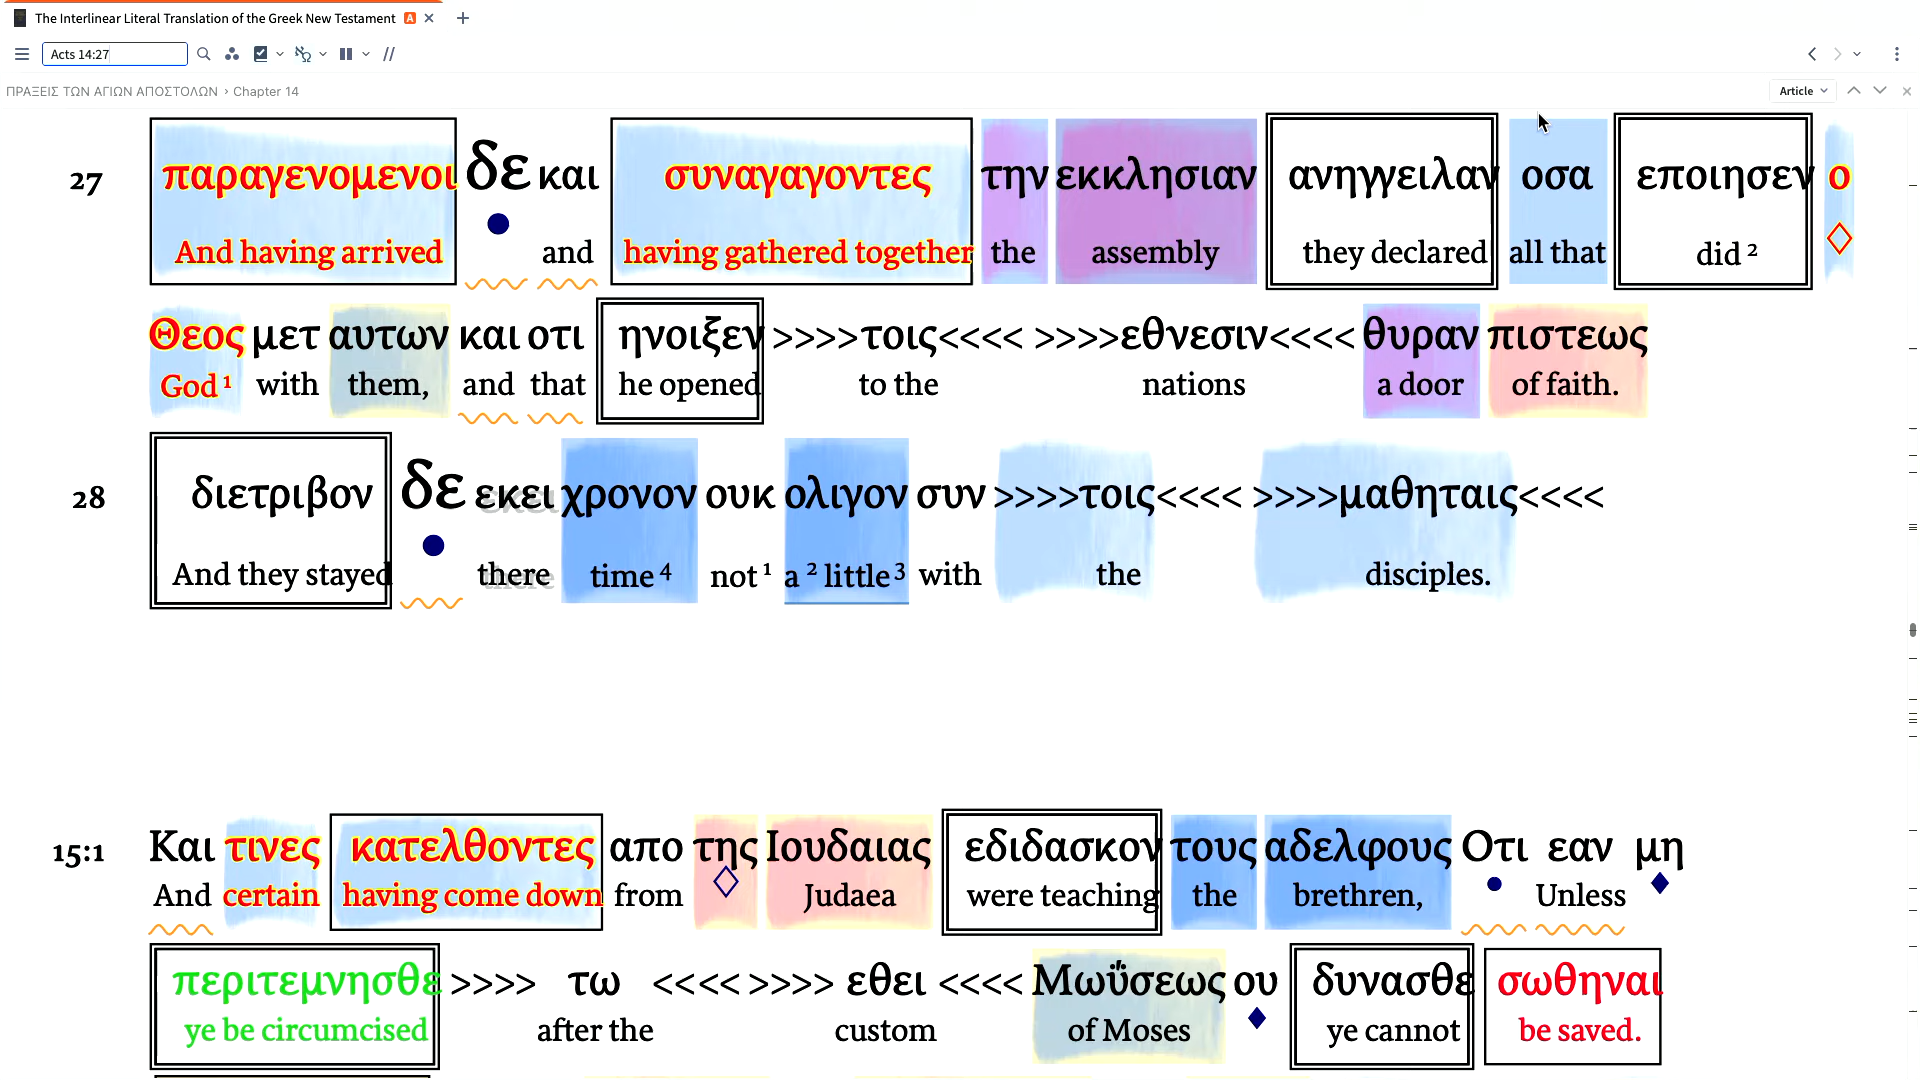 The Interlinear Literal Translation of the Greek New Testament A
Acts 14:27
ΠΡΑΞΕΙΣ ΤΩΝ ΑΓΙΩΝ ΑΠΟΣΤΟΛΩΝ › Chapter 14
Article
27 παραγενομενοι δε και συναγαγοντες την εκκλησιαν ανηγγειλαν οσα εποιησεν ο
And having arrived and having gathered together the assembly they declared all that did ²
Θεος μετ αυτων και οτι ηνοιξεν >>>>τοις<<<< >>>>εθνεσιν<<<< θυραν πιστεως
God ¹ with them, and that he opened to the nations a door of faith.
28 διετριβον δε εκει χρονον ουκ ολιγον συν >>>>τοις<<<< >>>>μαθηταις<<<<
And they stayed there time ⁴ not ¹ a ² little ³ with the disciples.
15:1 Και τινες κατελθοντες απο της Ιουδαιας εδιδασκον τους αδελφους Οτι εαν μη
And certain having come down from Judaea were teaching the brethren, Unless
περιτεμνησθε >>>> τω <<<< >>>> εθει <<<< Μωΰσεως ου δυνασθε σωθηναι
ye be circumcised after the custom of Moses ye cannot be saved.